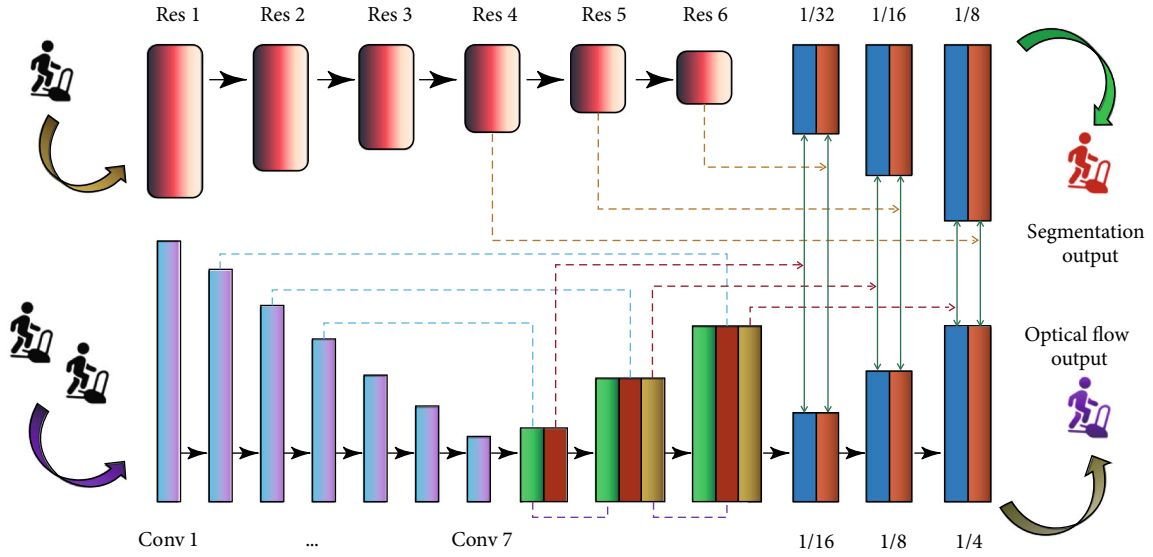 Res 1
Res 2
Res 3
Res 4
Res 5
Res 6
1/32
1/16
1/8
Segmentation
output
Optical flow
output
Conv 1
...
Conv 7
1/16
1/8
1/4